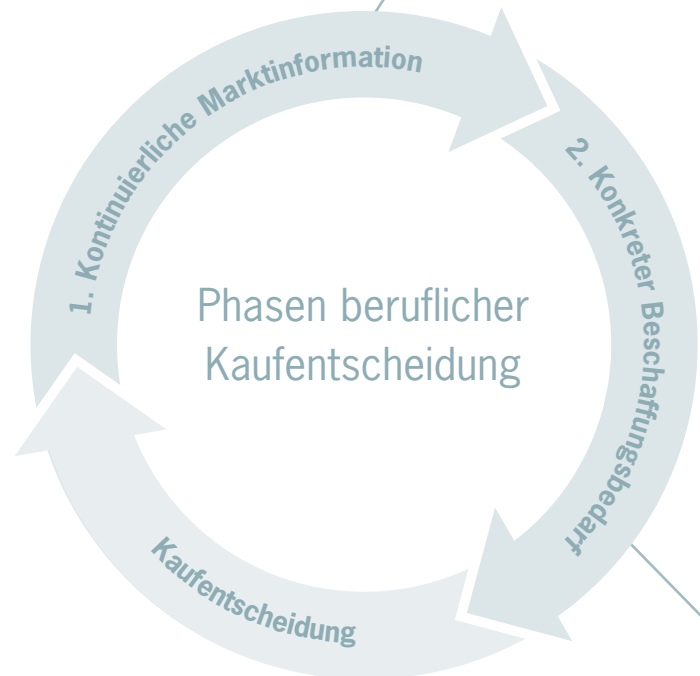 1. Kontinuierliche Marktinformation
2. Konkreter Beschaffungsbedarf
Phasen beruflicher
Kaufentscheidung
Kaufentscheidung